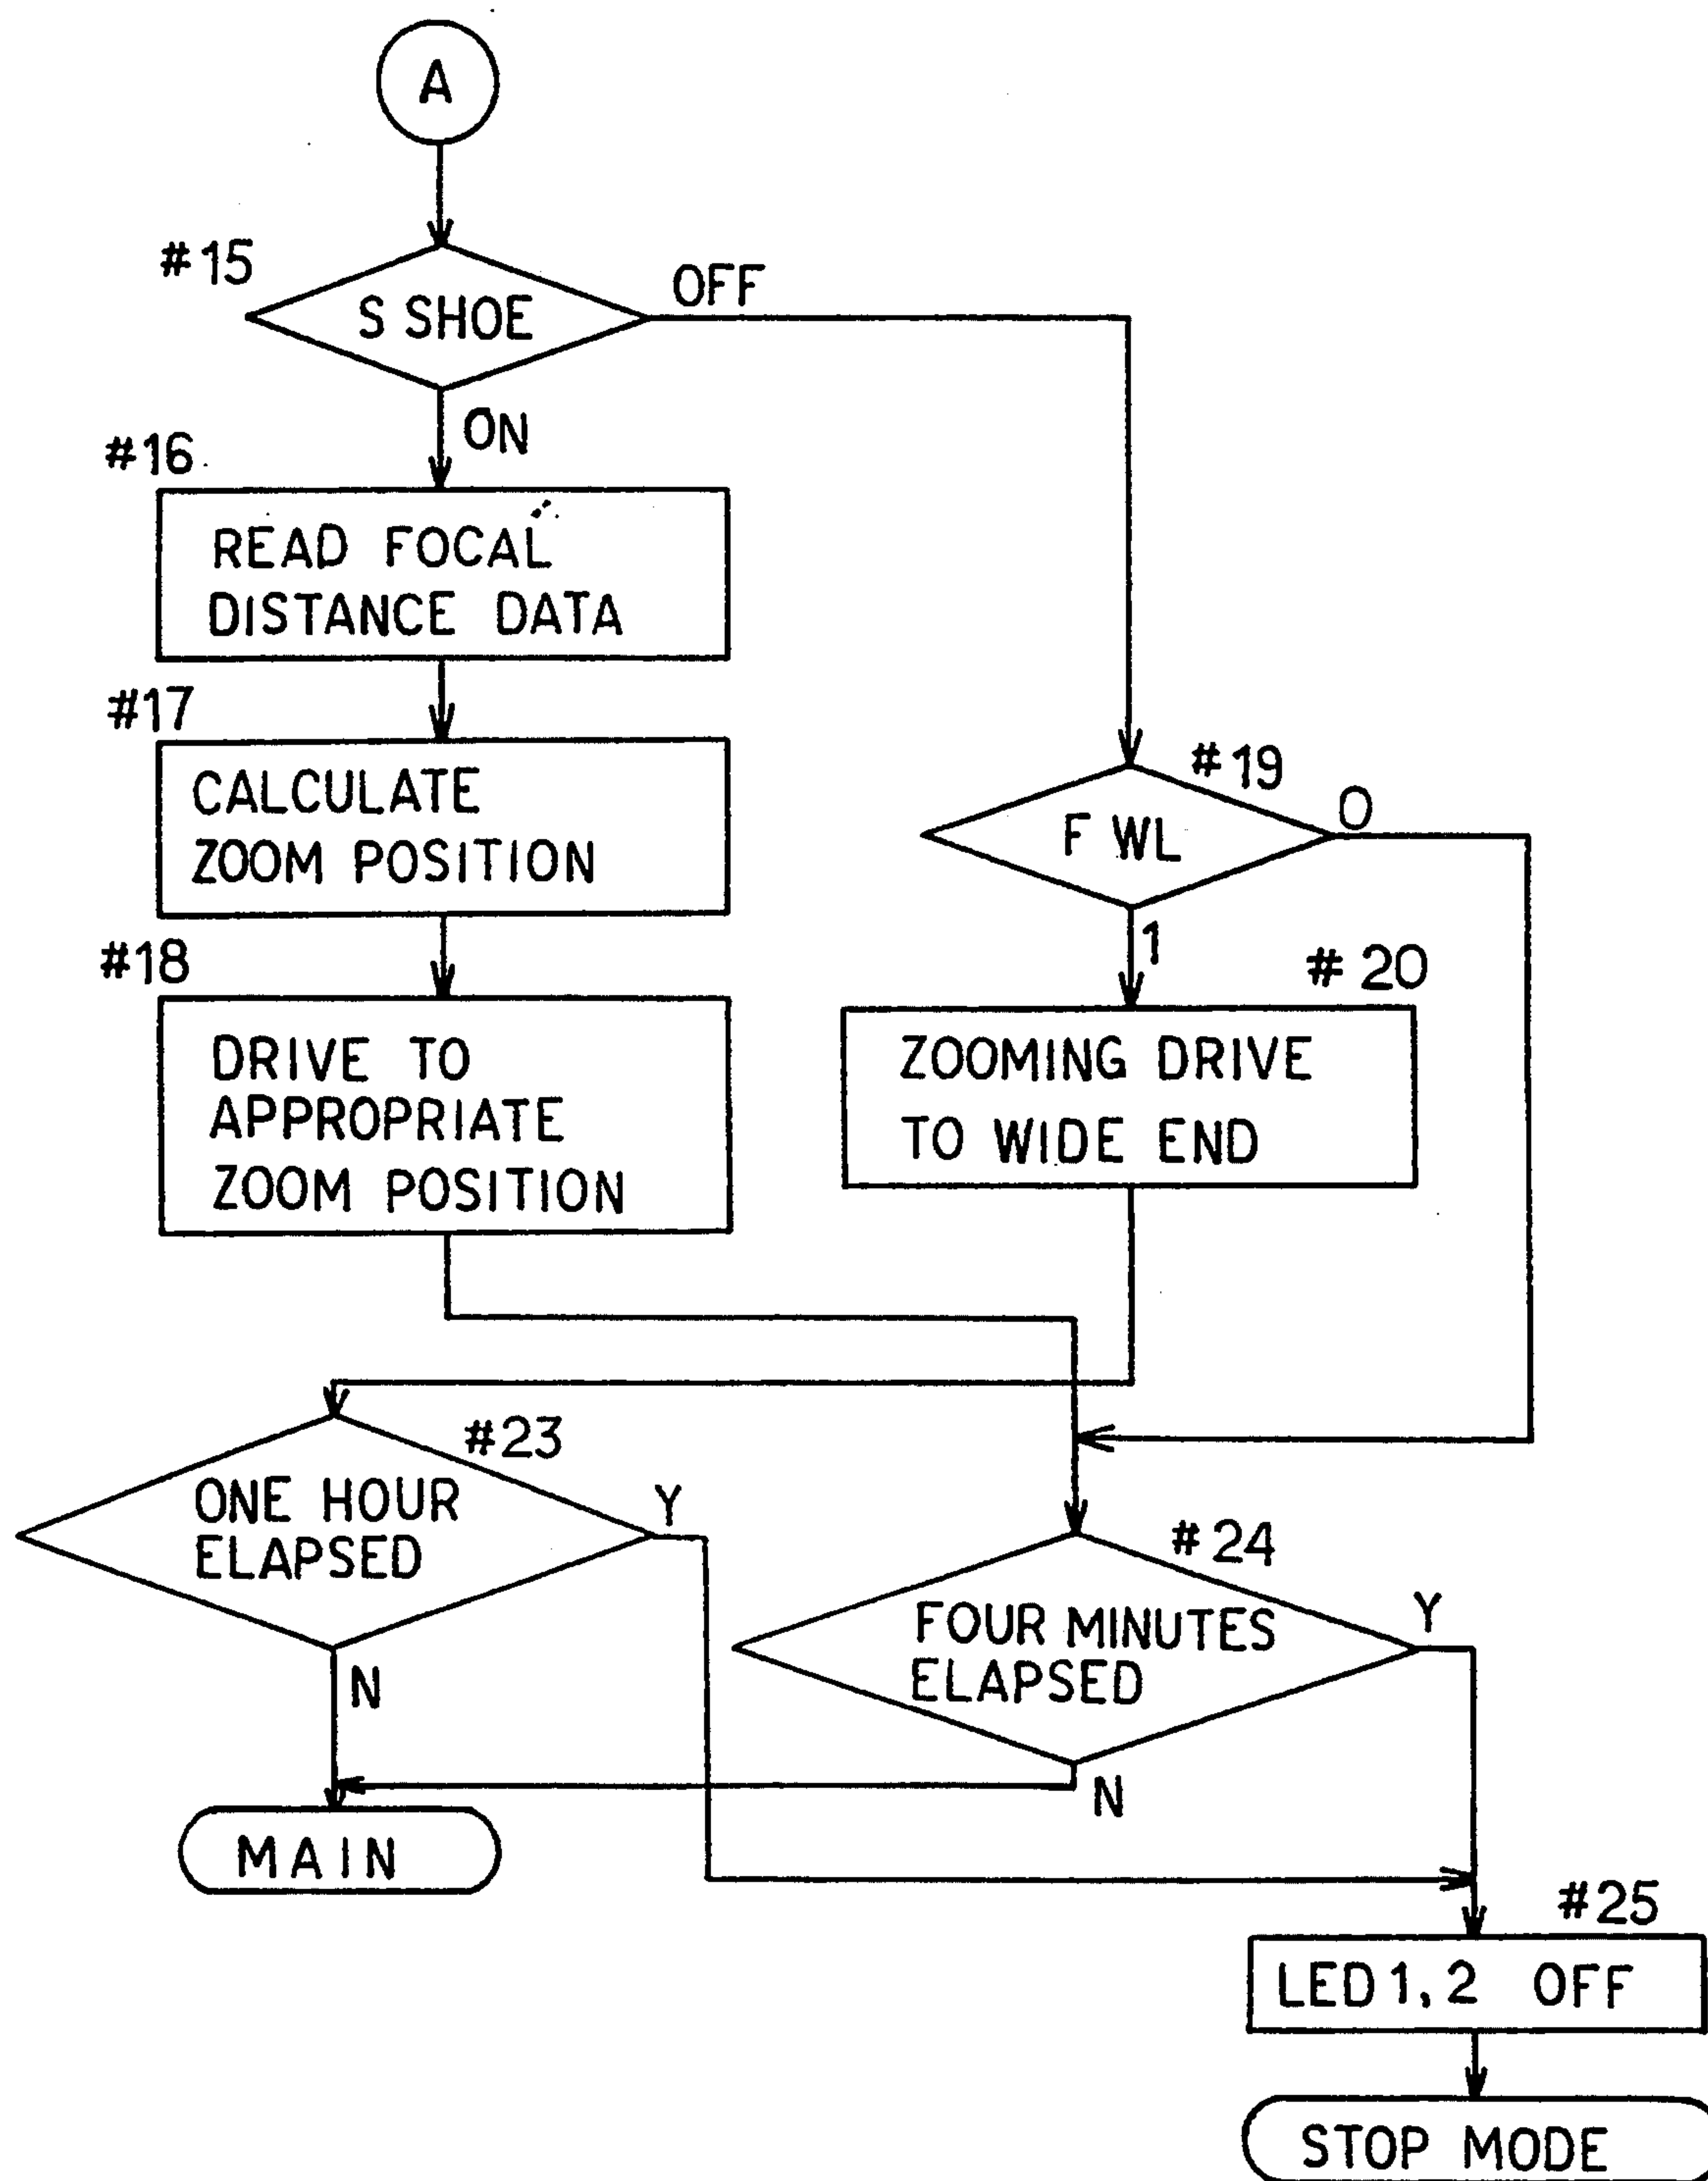 A
#15
S SHOE
OFF
ON
#16
READ FOCAL
DISTANCE DATA
#17
CALCULATE
ZOOM POSITION
#18
DRIVE TO
APPROPRIATE
ZOOM POSITION
#19
F WL
0
1
#20
ZOOMING DRIVE
TO WIDE END
#23
ONE HOUR
ELAPSED
Y
N
#24
FOUR MINUTES
ELAPSED
Y
N
MAIN
#25
LED 1, 2 OFF
STOP MODE